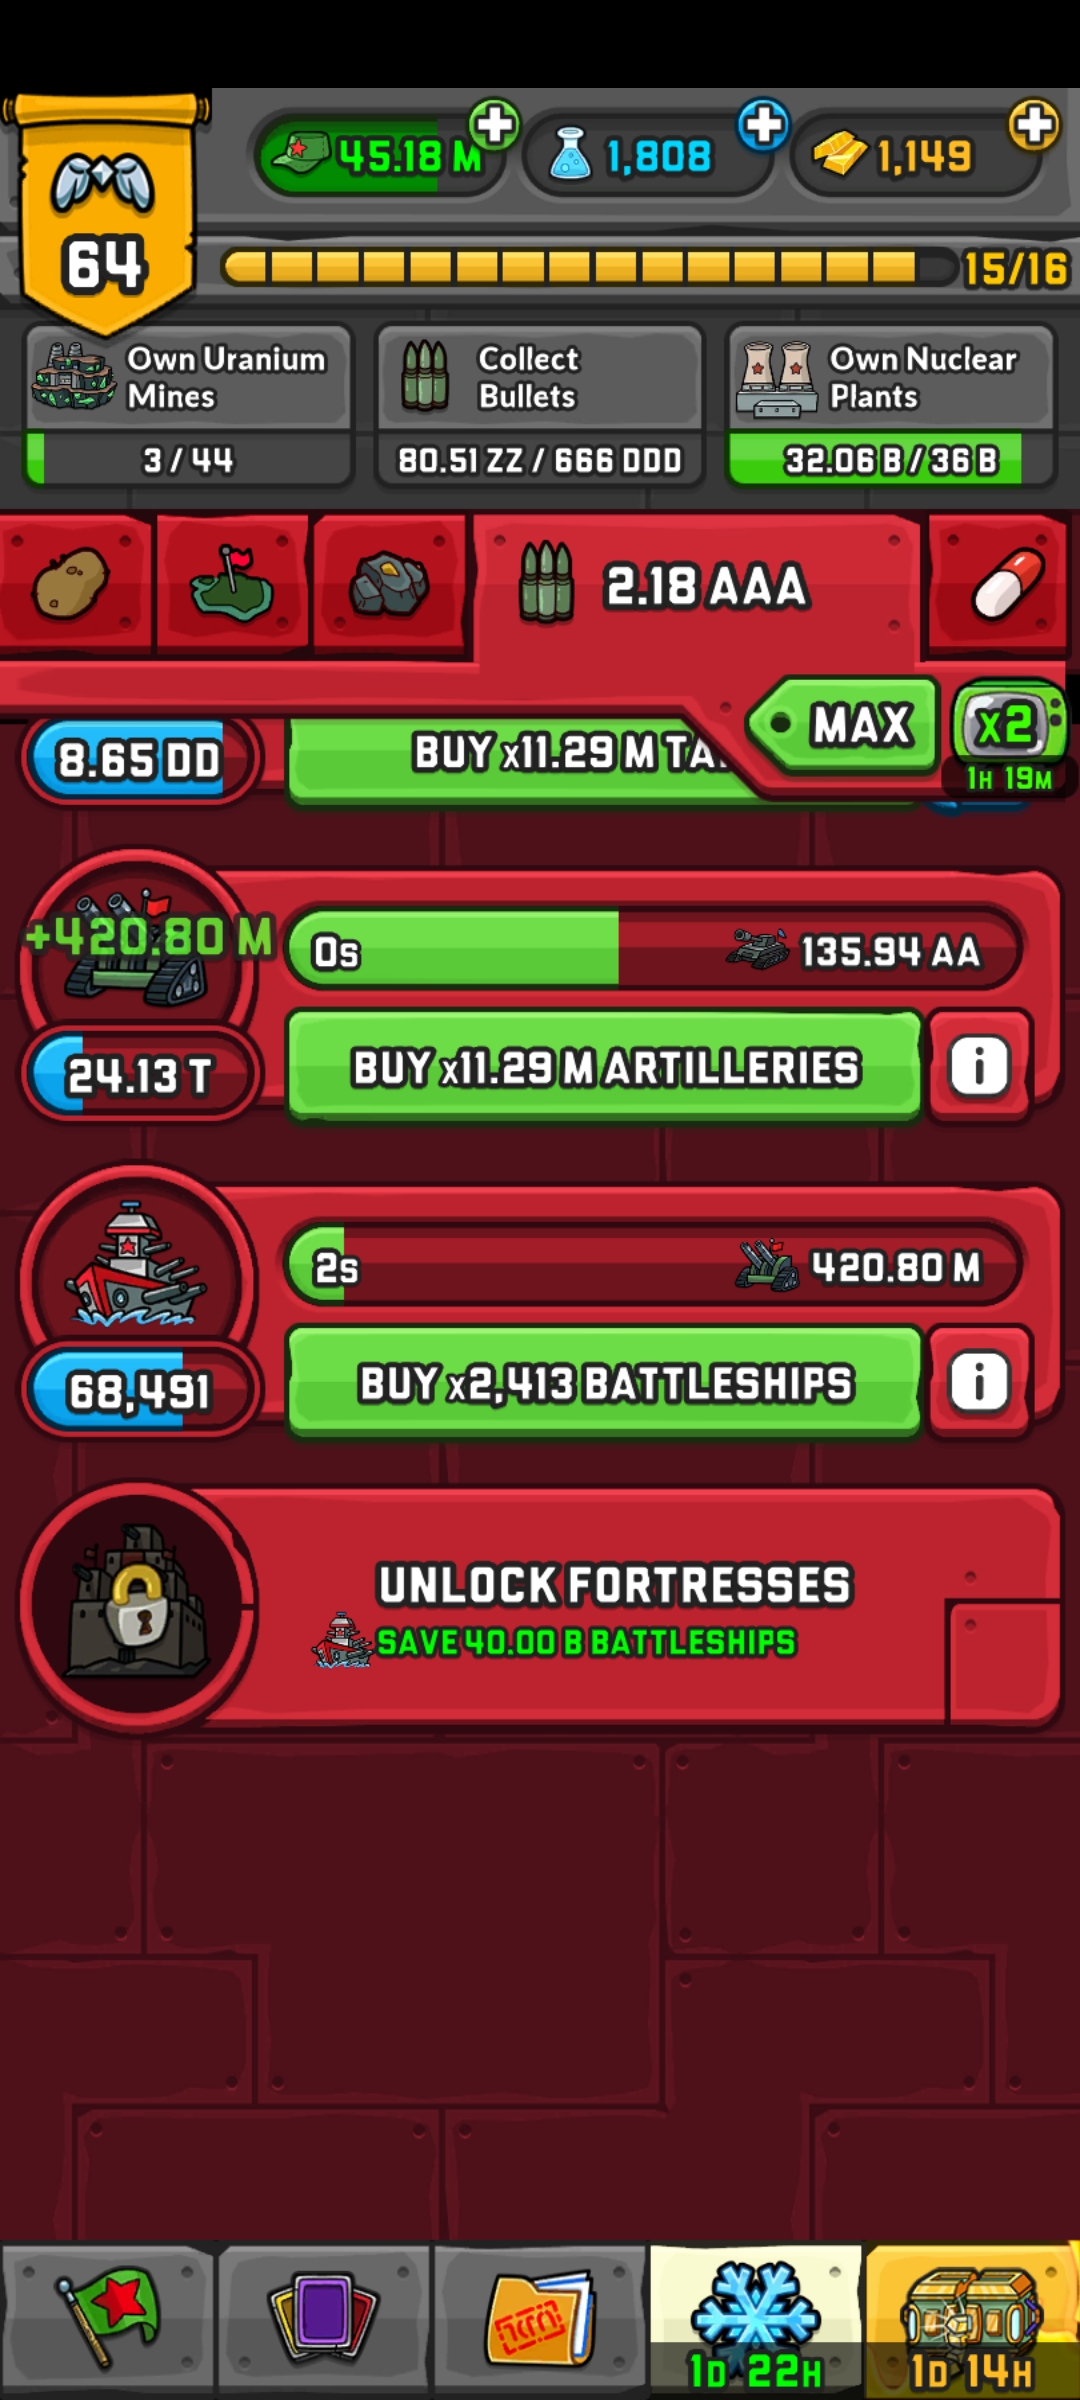 45.18 M
1,808
1,149
64
15/16
Own Uranium
Mines
3 / 44
Collect
Bullets
80.51 ZZ / 666 DDD
Own Nuclear
Plants
32.06 B / 36 B
2.18 AAA
MAX
x2
1H 19M
8.65 DD
BUY x11.29 M TA
+420.80 M
0s
135.94 AA
24.13 T
BUY x11.29 M ARTILLERIES
i
2s
420.80 M
68,491
BUY x2,413 BATTLESHIPS
i
UNLOCK FORTRESSES
SAVE 40.00 B BATTLESHIPS
1D 22H
1D 14H